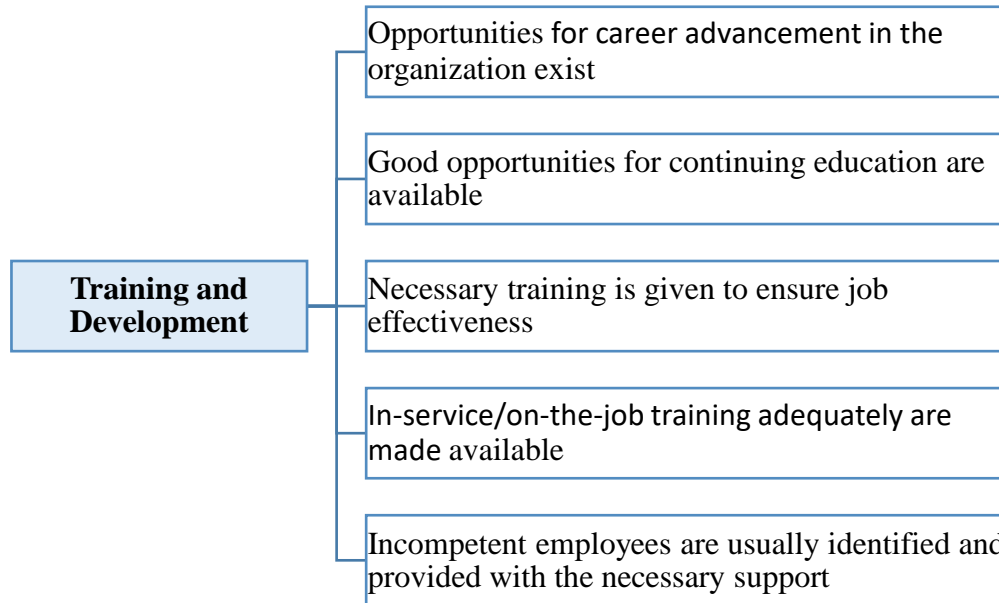 Opportunities for career advancement in the
organization exist
Good opportunities for continuing education are
available
Training and
Development
Necessary training is given to ensure job
effectiveness
In-service/on-the-job training adequately are
made available
Incompetent employees are usually identified and
provided with the necessary support